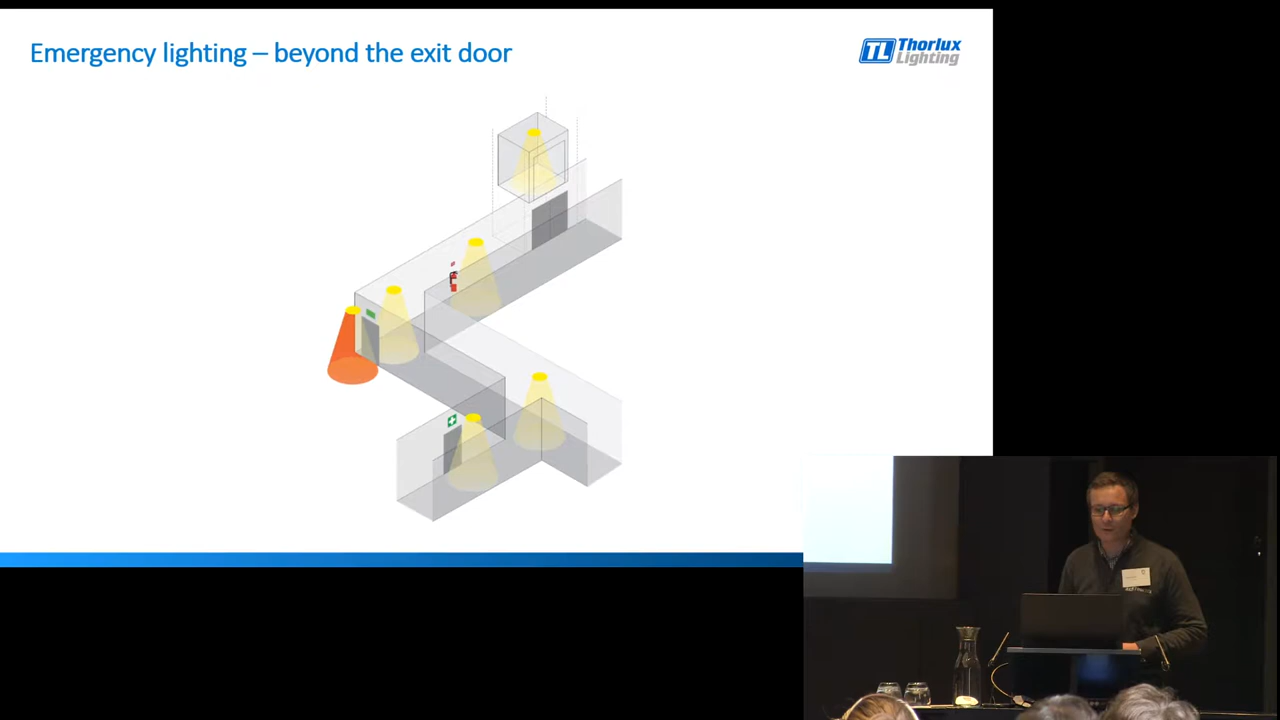 Emergency lighting – beyond the exit door
TL Thorlux
Lighting